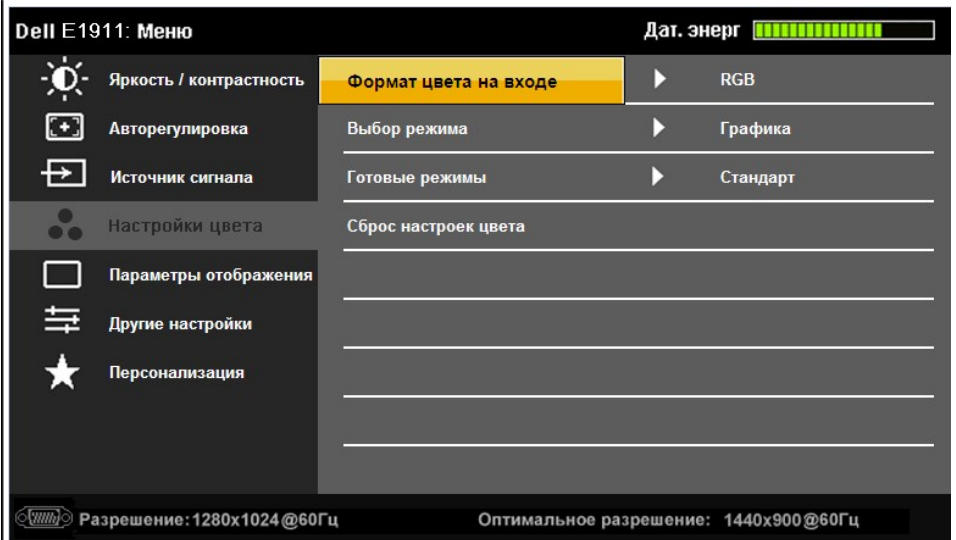 Dell E1911: Меню Дат. энерг
Яркость / контрастность Формат цвета на входе RGB
Авторегулировка Выбор режима Графика
Источник сигнала Готовые режимы Стандарт
Настройки цвета Сброс настроек цвета
Параметры отображения
Другие настройки
Персонализация
Разрешение: 1280x1024@60Гц Оптимальное разрешение: 1440x900@60Гц